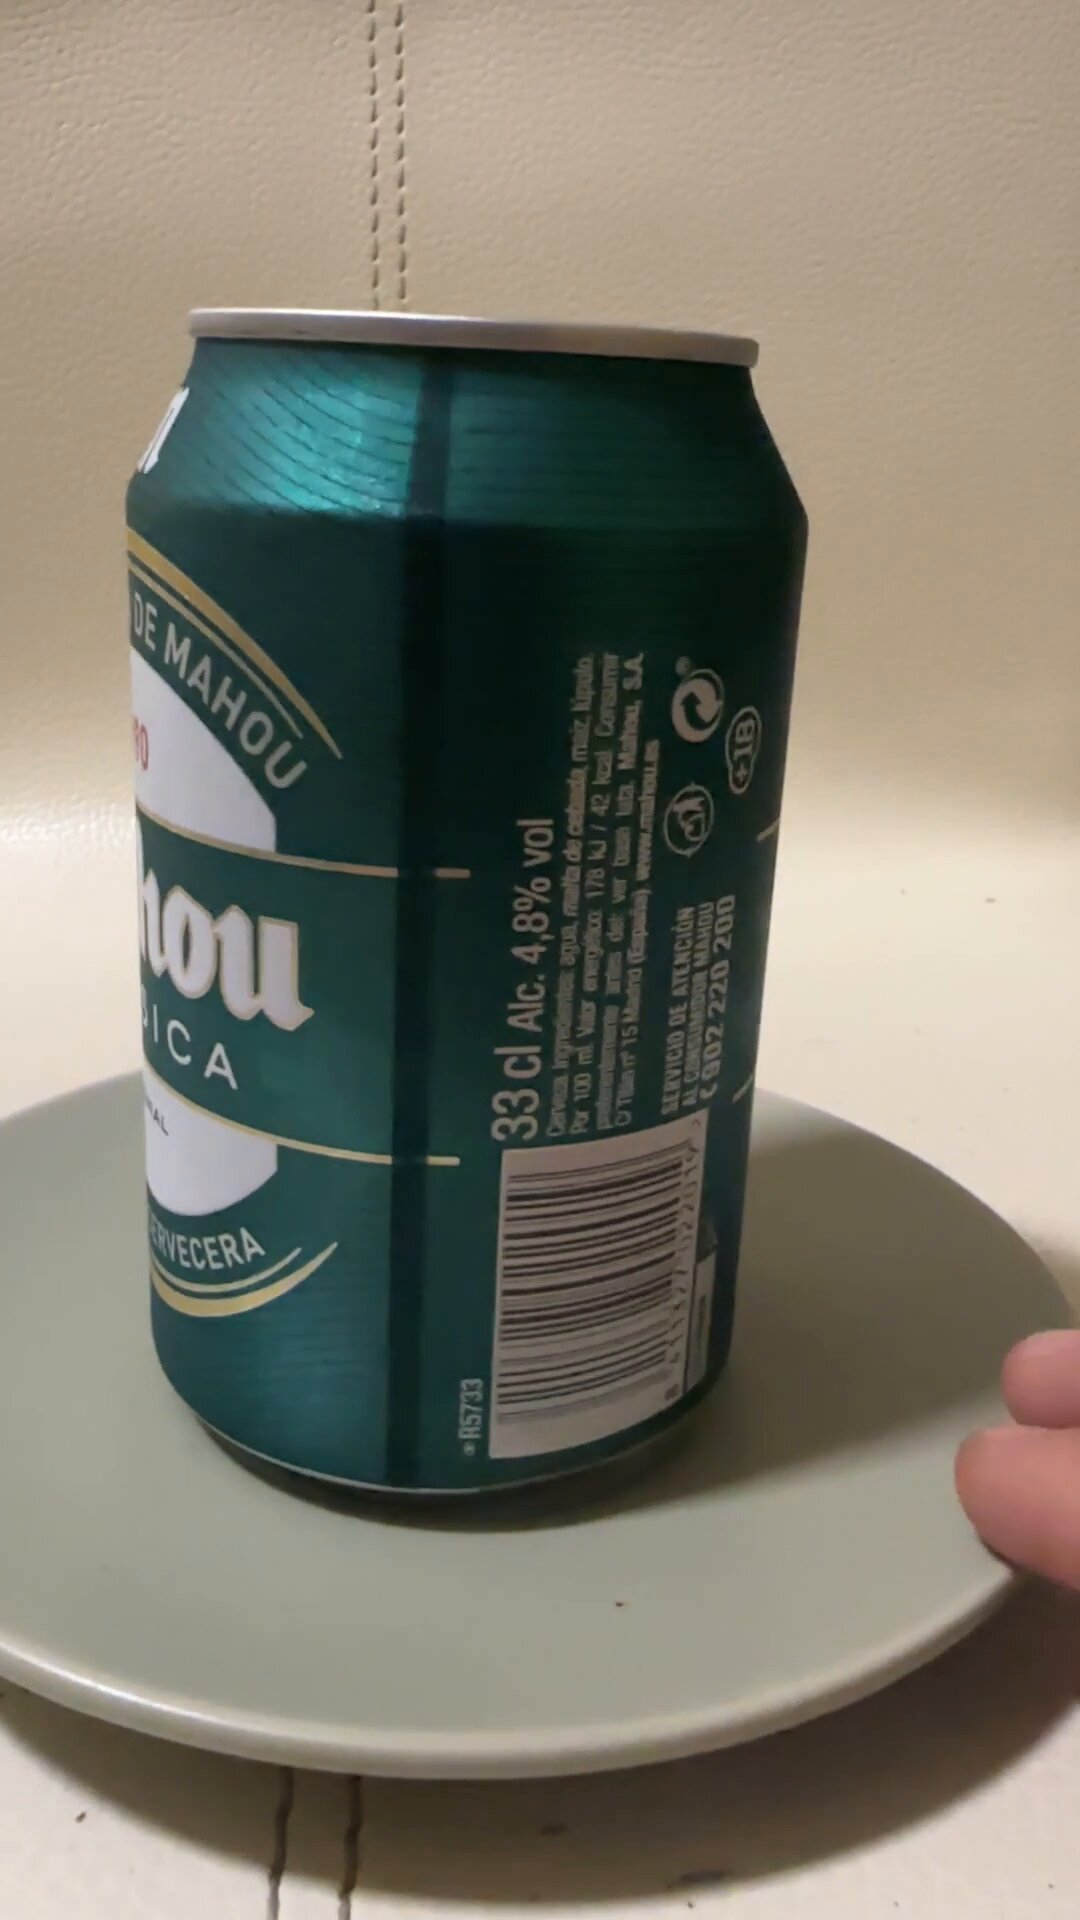 DE MAHOU
hou
SICA
ERVECERA
33 cl Alc. 4,8% vol
Cerveza. Ingredientes: agua, malta de cebada, maíz, lúpulo.
Por 100 ml. Valor energético: 178 kJ / 42 kcal. Consumir
preferentemente antes del: ver base lata. Mahou, S.A.
C/ Titán nº 15 Madrid (España) www.mahou.es
+18
SERVICIO DE ATENCIÓN
AL CONSUMIDOR MAHOU
902 220 200
R5733